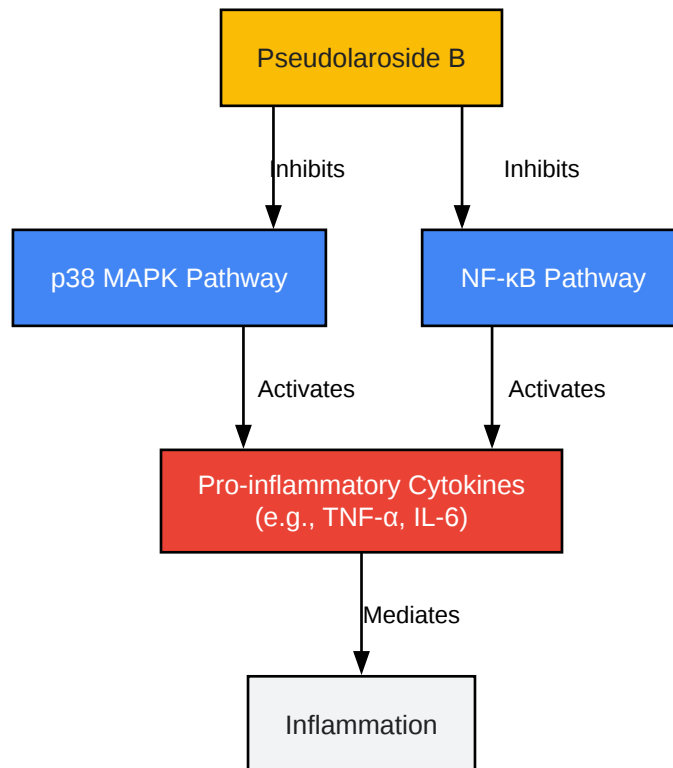 Pseudolaroside B
Inhibits
Inhibits
p38 MAPK Pathway
NF-κB Pathway
Activates
Activates
Pro-inflammatory Cytokines
(e.g., TNF-α, IL-6)
Mediates
Inflammation